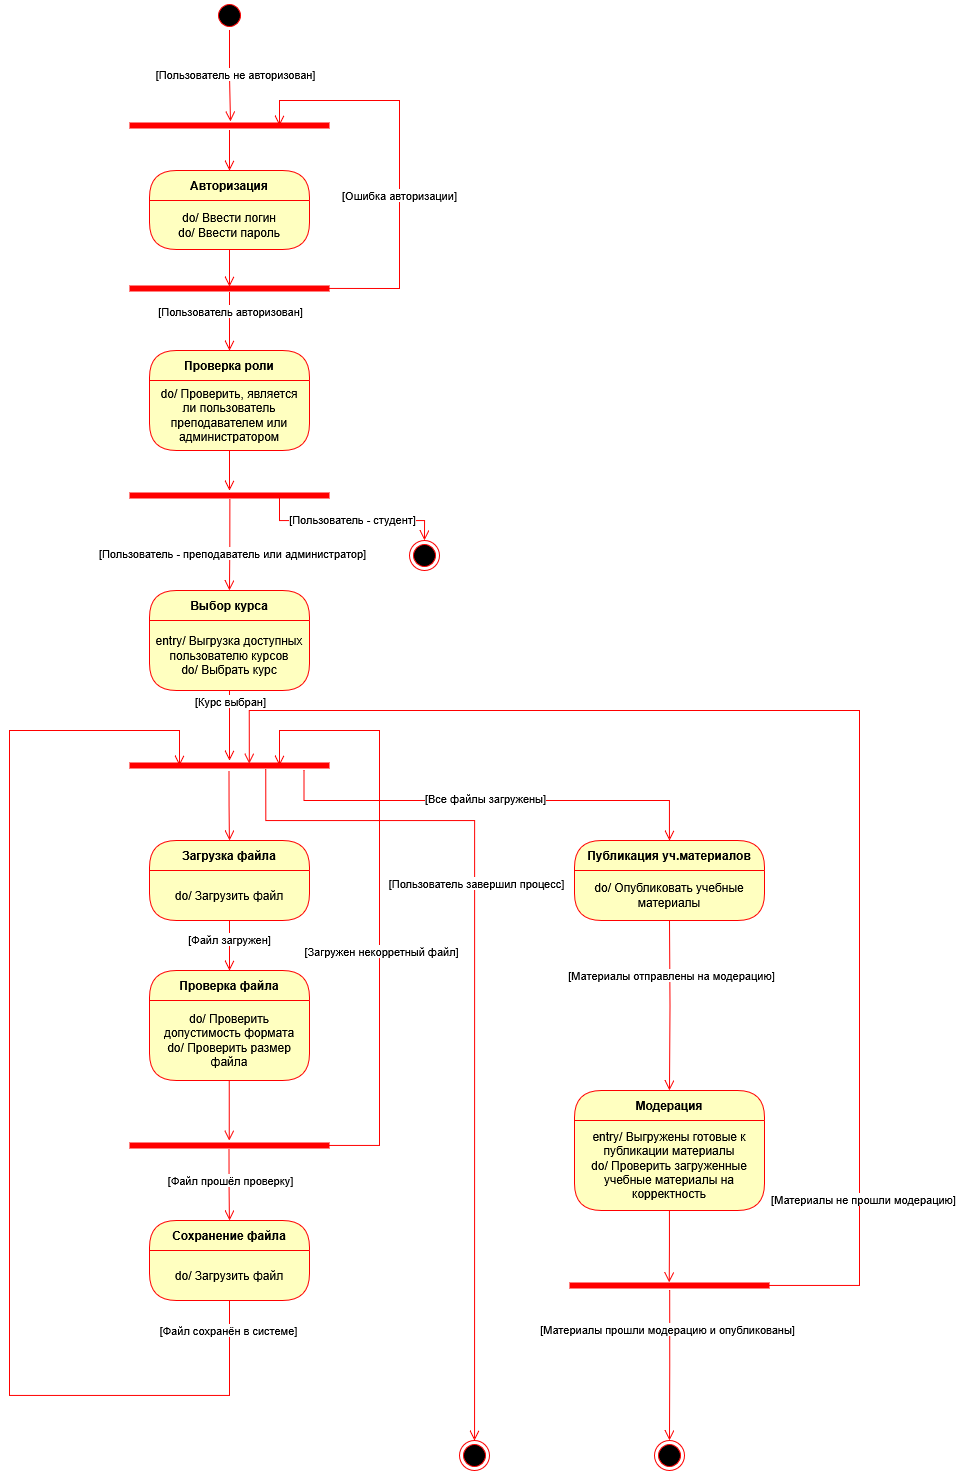 [Пользователь не авторизован]
Авторизация
do/ Ввести логин
do/ Ввести пароль
[Ошибка авторизации]
[Пользователь авторизован]
Проверка роли
do/ Проверить, является
ли пользователь
преподавателем или
администратором
[Пользователь - студент]
[Пользователь - преподаватель или администратор]
Выбор курса
entry/ Выгрузка доступных
пользователю курсов
do/ Выбрать курс
[Курс выбран]
[Все файлы загружены]
Загрузка файла
do/ Загрузить файл
Публикация уч.материалов
do/ Опубликовать учебные
материалы
[Пользователь завершил процесс]
[Файл загружен]
[Загружен некорретный файл]
[Материалы отправлены на модерацию]
Проверка файла
do/ Проверить
допустимость формата
do/ Проверить размер
файла
Модерация
entry/ Выгружены готовые к
публикации материалы
do/ Проверить загруженные
учебные материалы на
корректность
[Файл прошёл проверку]
[Материалы не прошли модерацию]
Сохранение файла
do/ Загрузить файл
[Файл сохранён в системе]
[Материалы прошли модерацию и опубликованы]